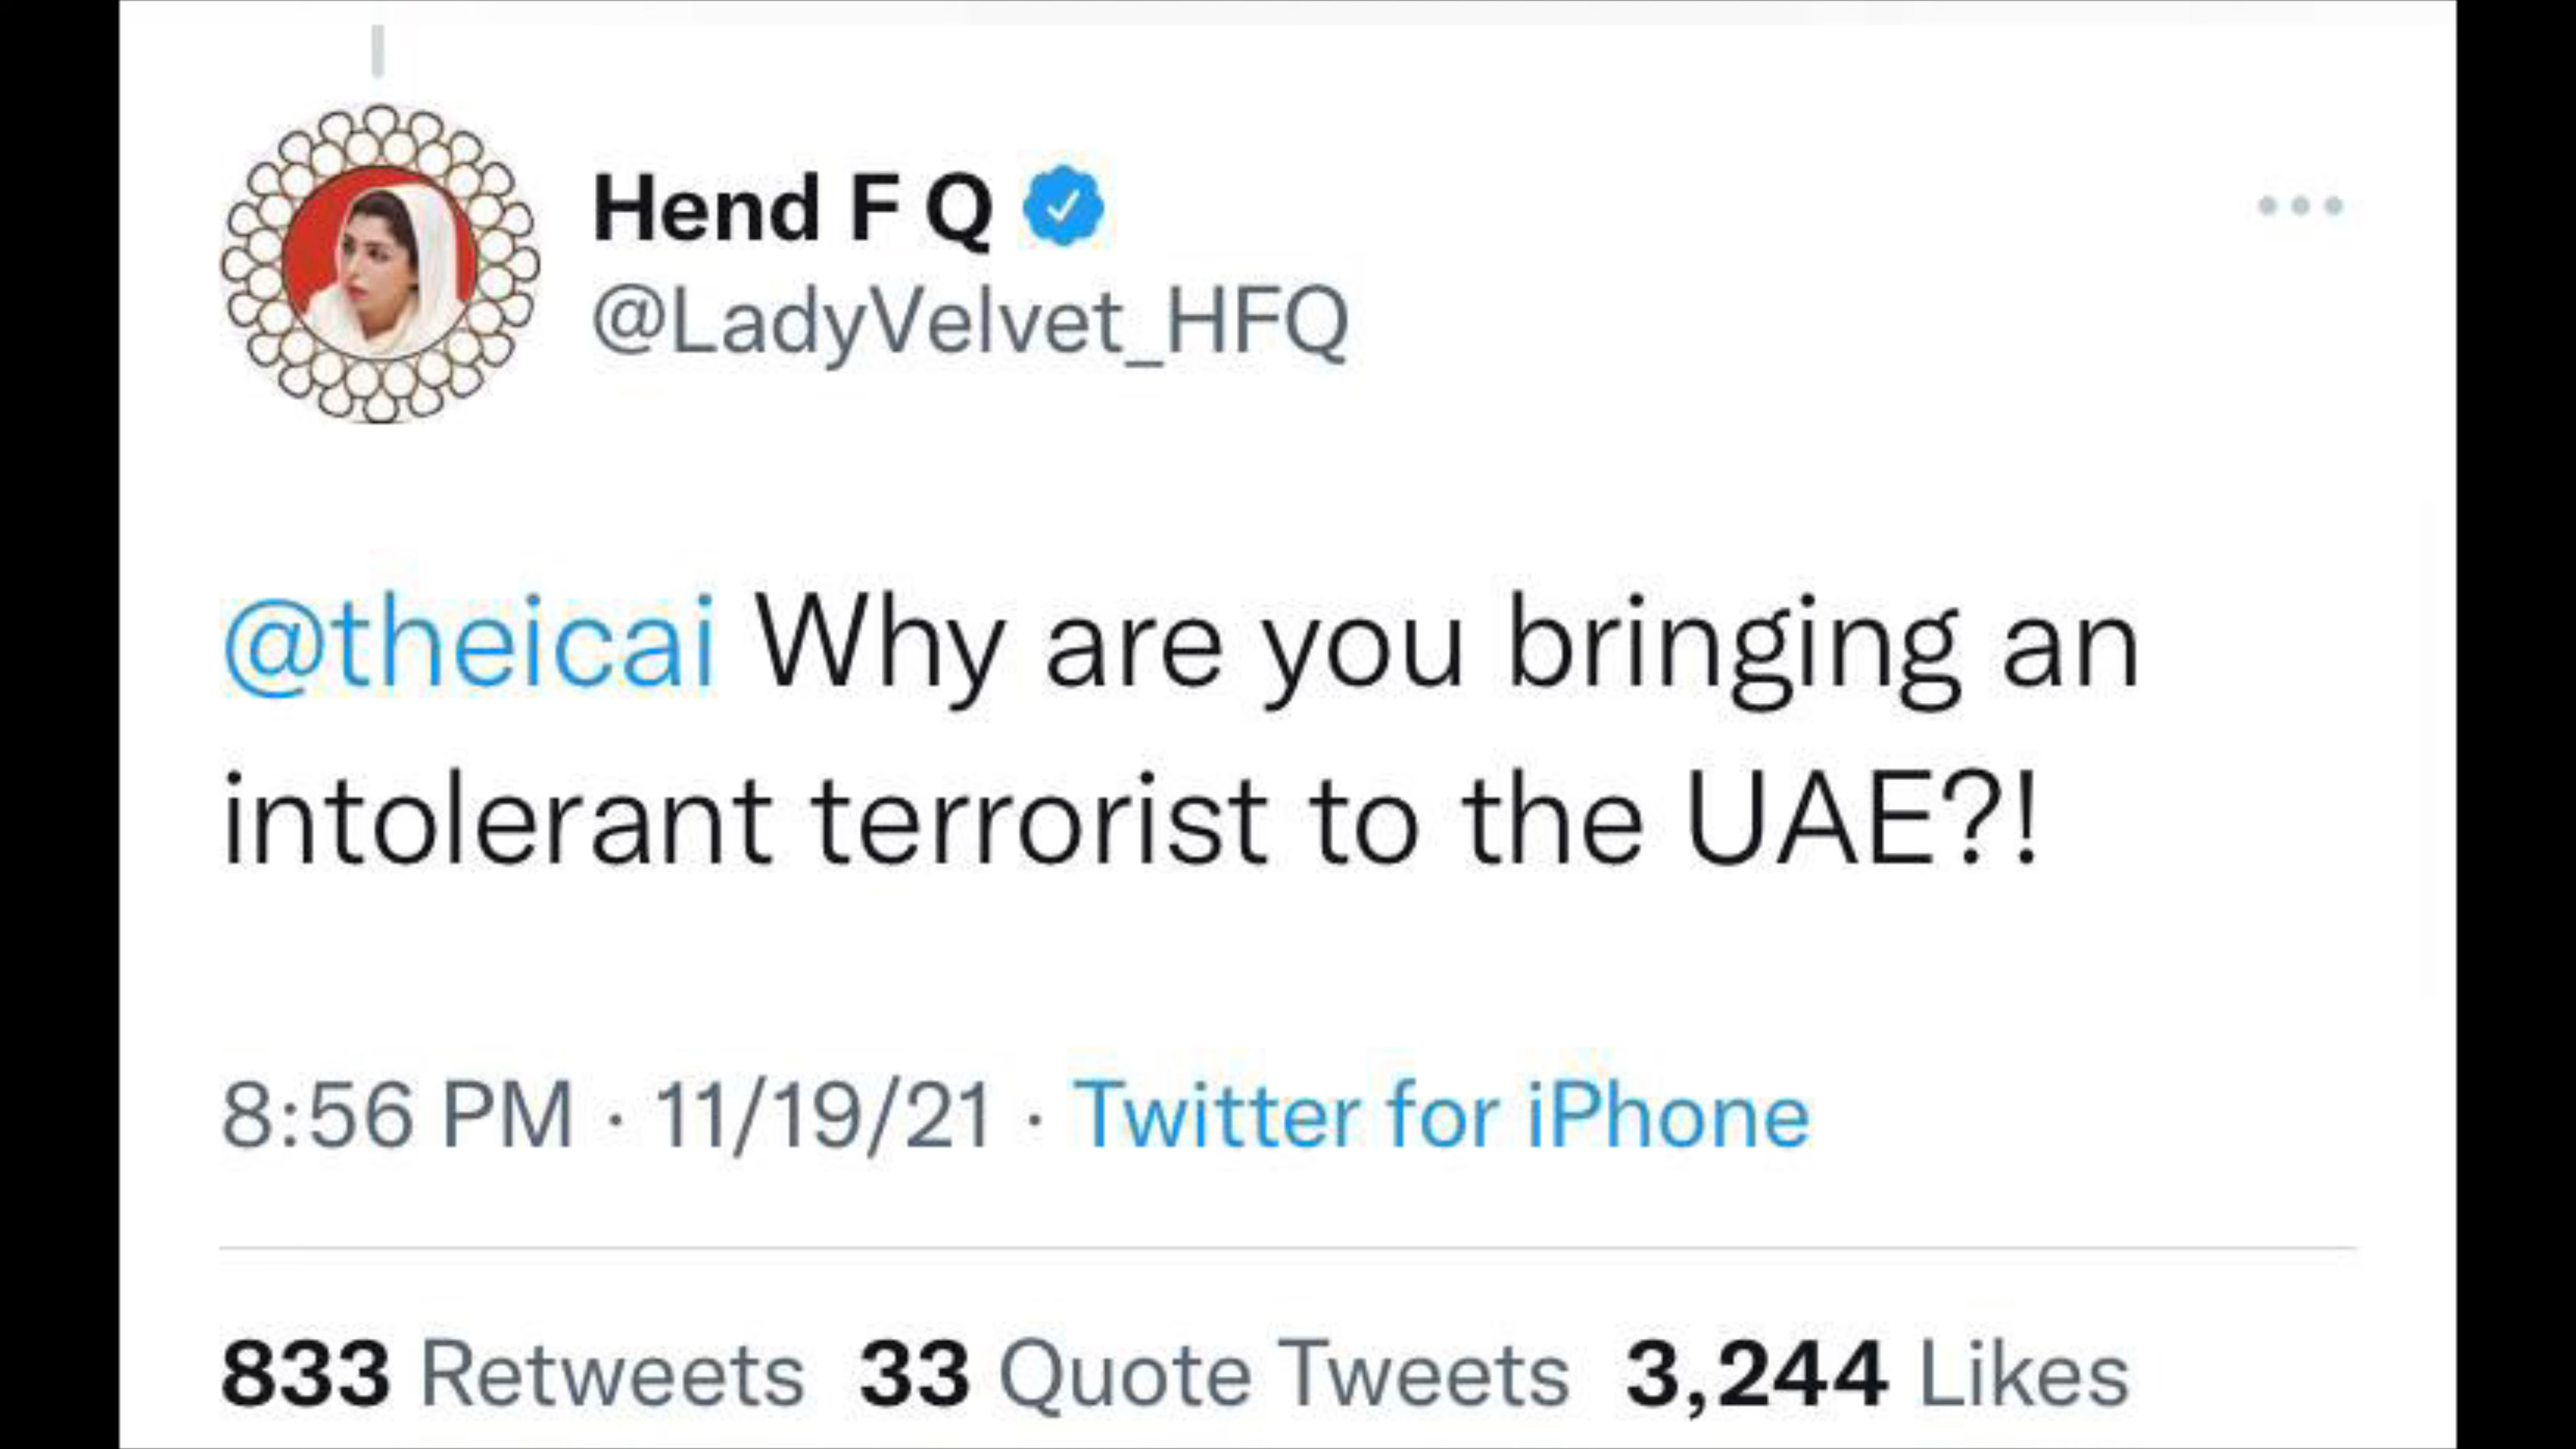 Hend F Q
@LadyVelvet_HFQ
@theicai Why are you bringing an
intolerant terrorist to the UAE?!
8:56 PM · 11/19/21 · Twitter for iPhone
833 Retweets 33 Quote Tweets 3,244 Likes